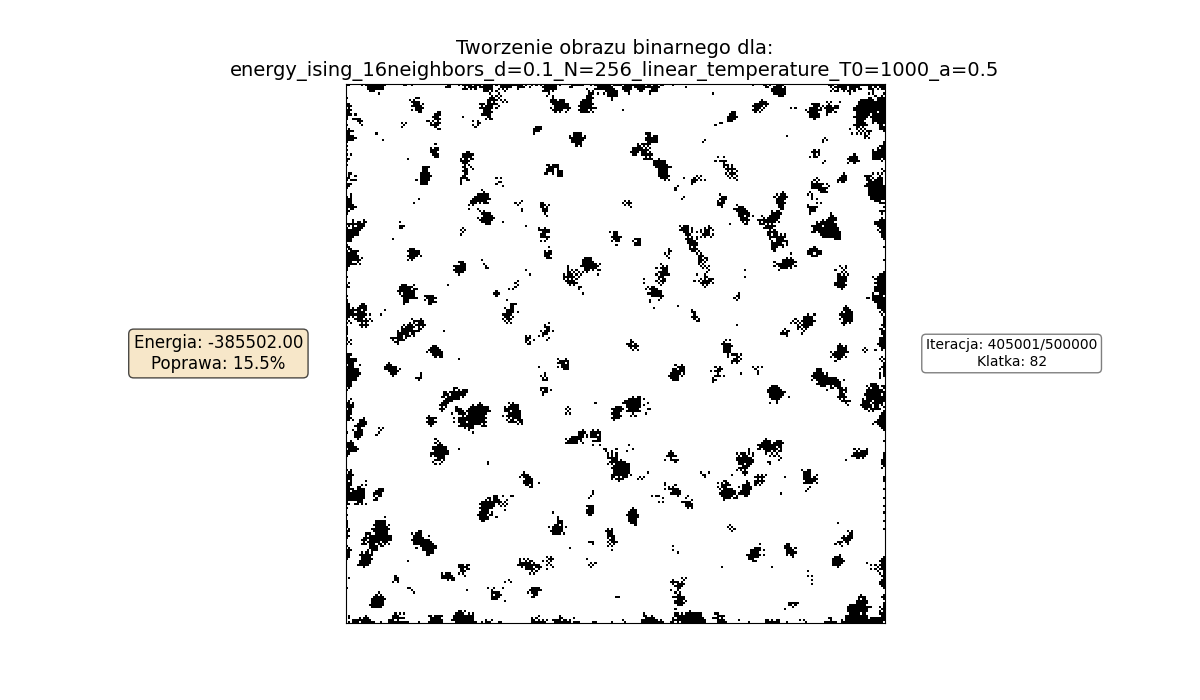 Tworzenie obrazu binarnego dla:
energy_ising_16neighbors_d=0.1_N=256_linear_temperature_T0=1000_a=0.5
Energia: -385502.00
Poprawa: 15.5%
Iteracja: 405001/500000
Klatka: 82